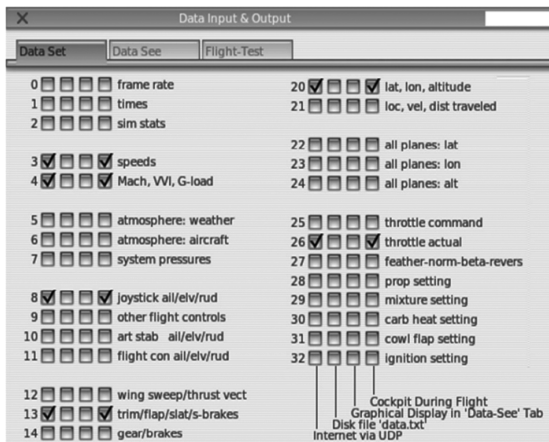 X
Data Input & Output
Data Set
Data See
Flight-Test
0 frame rate
1 times
2 sim stats
3 speeds
4 Mach, VVI, G-load
5 atmosphere: weather
6 atmosphere: aircraft
7 system pressures
8 joystick ail/elv/rud
9 other flight controls
10 art stab ail/elv/rud
11 flight con ail/elv/rud
12 wing sweep/thrust vect
13 trim/flap/slat/s-brakes
14 gear/brakes
20 lat, lon, altitude
21 loc, vel, dist traveled
22 all planes: lat
23 all planes: lon
24 all planes: alt
25 throttle command
26 throttle actual
27 feather-norm-beta-revers
28 prop setting
29 mixture setting
30 carb heat setting
31 cowl flap setting
32 ignition setting
Cockpit During Flight
Graphical Display in 'Data-See' Tab
Disk file 'data.txt'
Internet via UDP